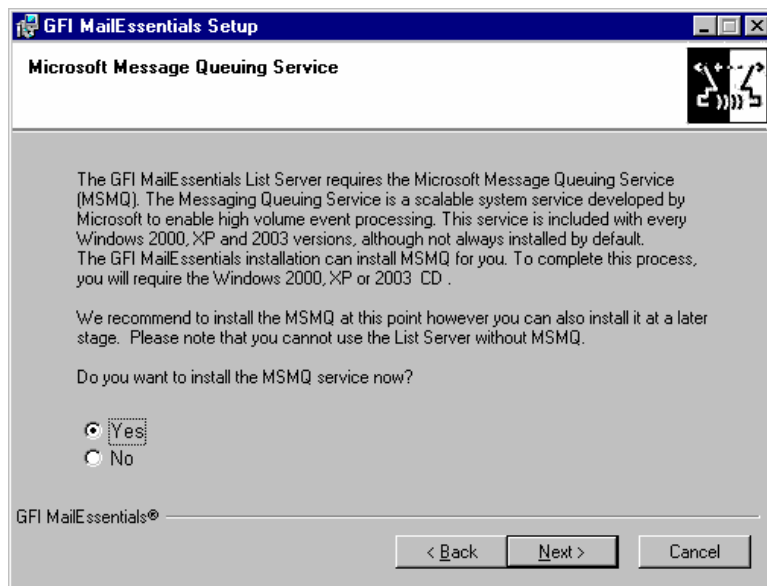 GFI MailEssentials Setup
Microsoft Message Queuing Service
The GFI MailEssentials List Server requires the Microsoft Message Queuing Service
(MSMQ). The Messaging Queuing Service is a scalable system service developed by
Microsoft to enable high volume event processing. This service is included with every
Windows 2000, XP and 2003 versions, although not always installed by default.
The GFI MailEssentials installation can install MSMQ for you. To complete this process,
you will require the Windows 2000, XP or 2003  CD .
We recommend to install the MSMQ at this point however you can also install it at a later
stage.  Please note that you cannot use the List Server without MSMQ.
Do you want to install the MSMQ service now?
Yes
No
GFI MailEssentials®
< Back
Next >
Cancel